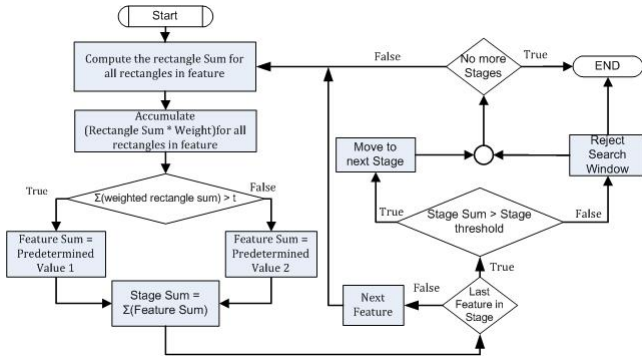 Start
Compute the rectangle Sum for
all rectangles in feature
Accumulate
(Rectangle Sum * Weight)for all
rectangles in feature
True
Σ(weighted rectangle sum) > t
False
Feature Sum =
Predetermined
Value 1
Feature Sum =
Predetermined
Value 2
Stage Sum =
Σ(Feature Sum)
Next
Feature
False
Last
Feature in
Stage
True
True
Stage Sum > Stage
threshold
False
Move to
next Stage
Reject
Search
Window
False
No more
Stages
True
END